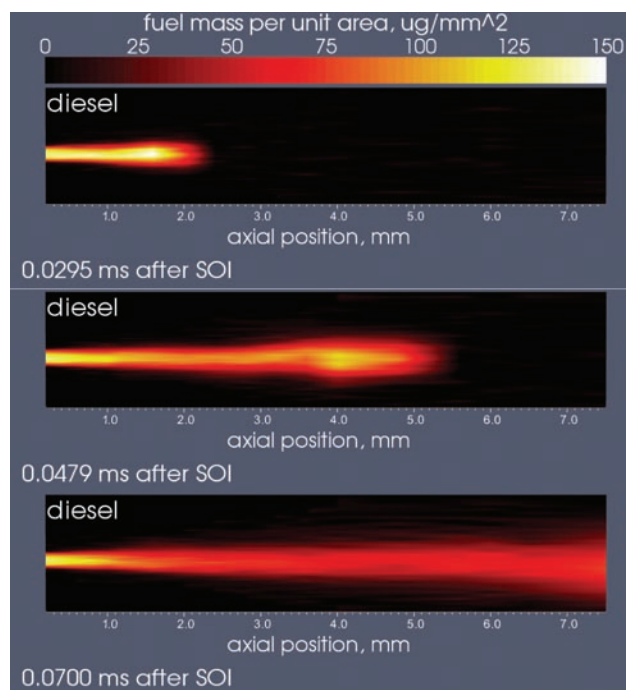 fuel mass per unit area, ug/mm^2
0 25 50 75 100 125 150
diesel
1.0 2.0 3.0 4.0 5.0 6.0 7.0
axial position, mm
0.0295 ms after SOI
diesel
1.0 2.0 3.0 4.0 5.0 6.0 7.0
axial position, mm
0.0479 ms after SOI
diesel
1.0 2.0 3.0 4.0 5.0 6.0 7.0
axial position, mm
0.0700 ms after SOI